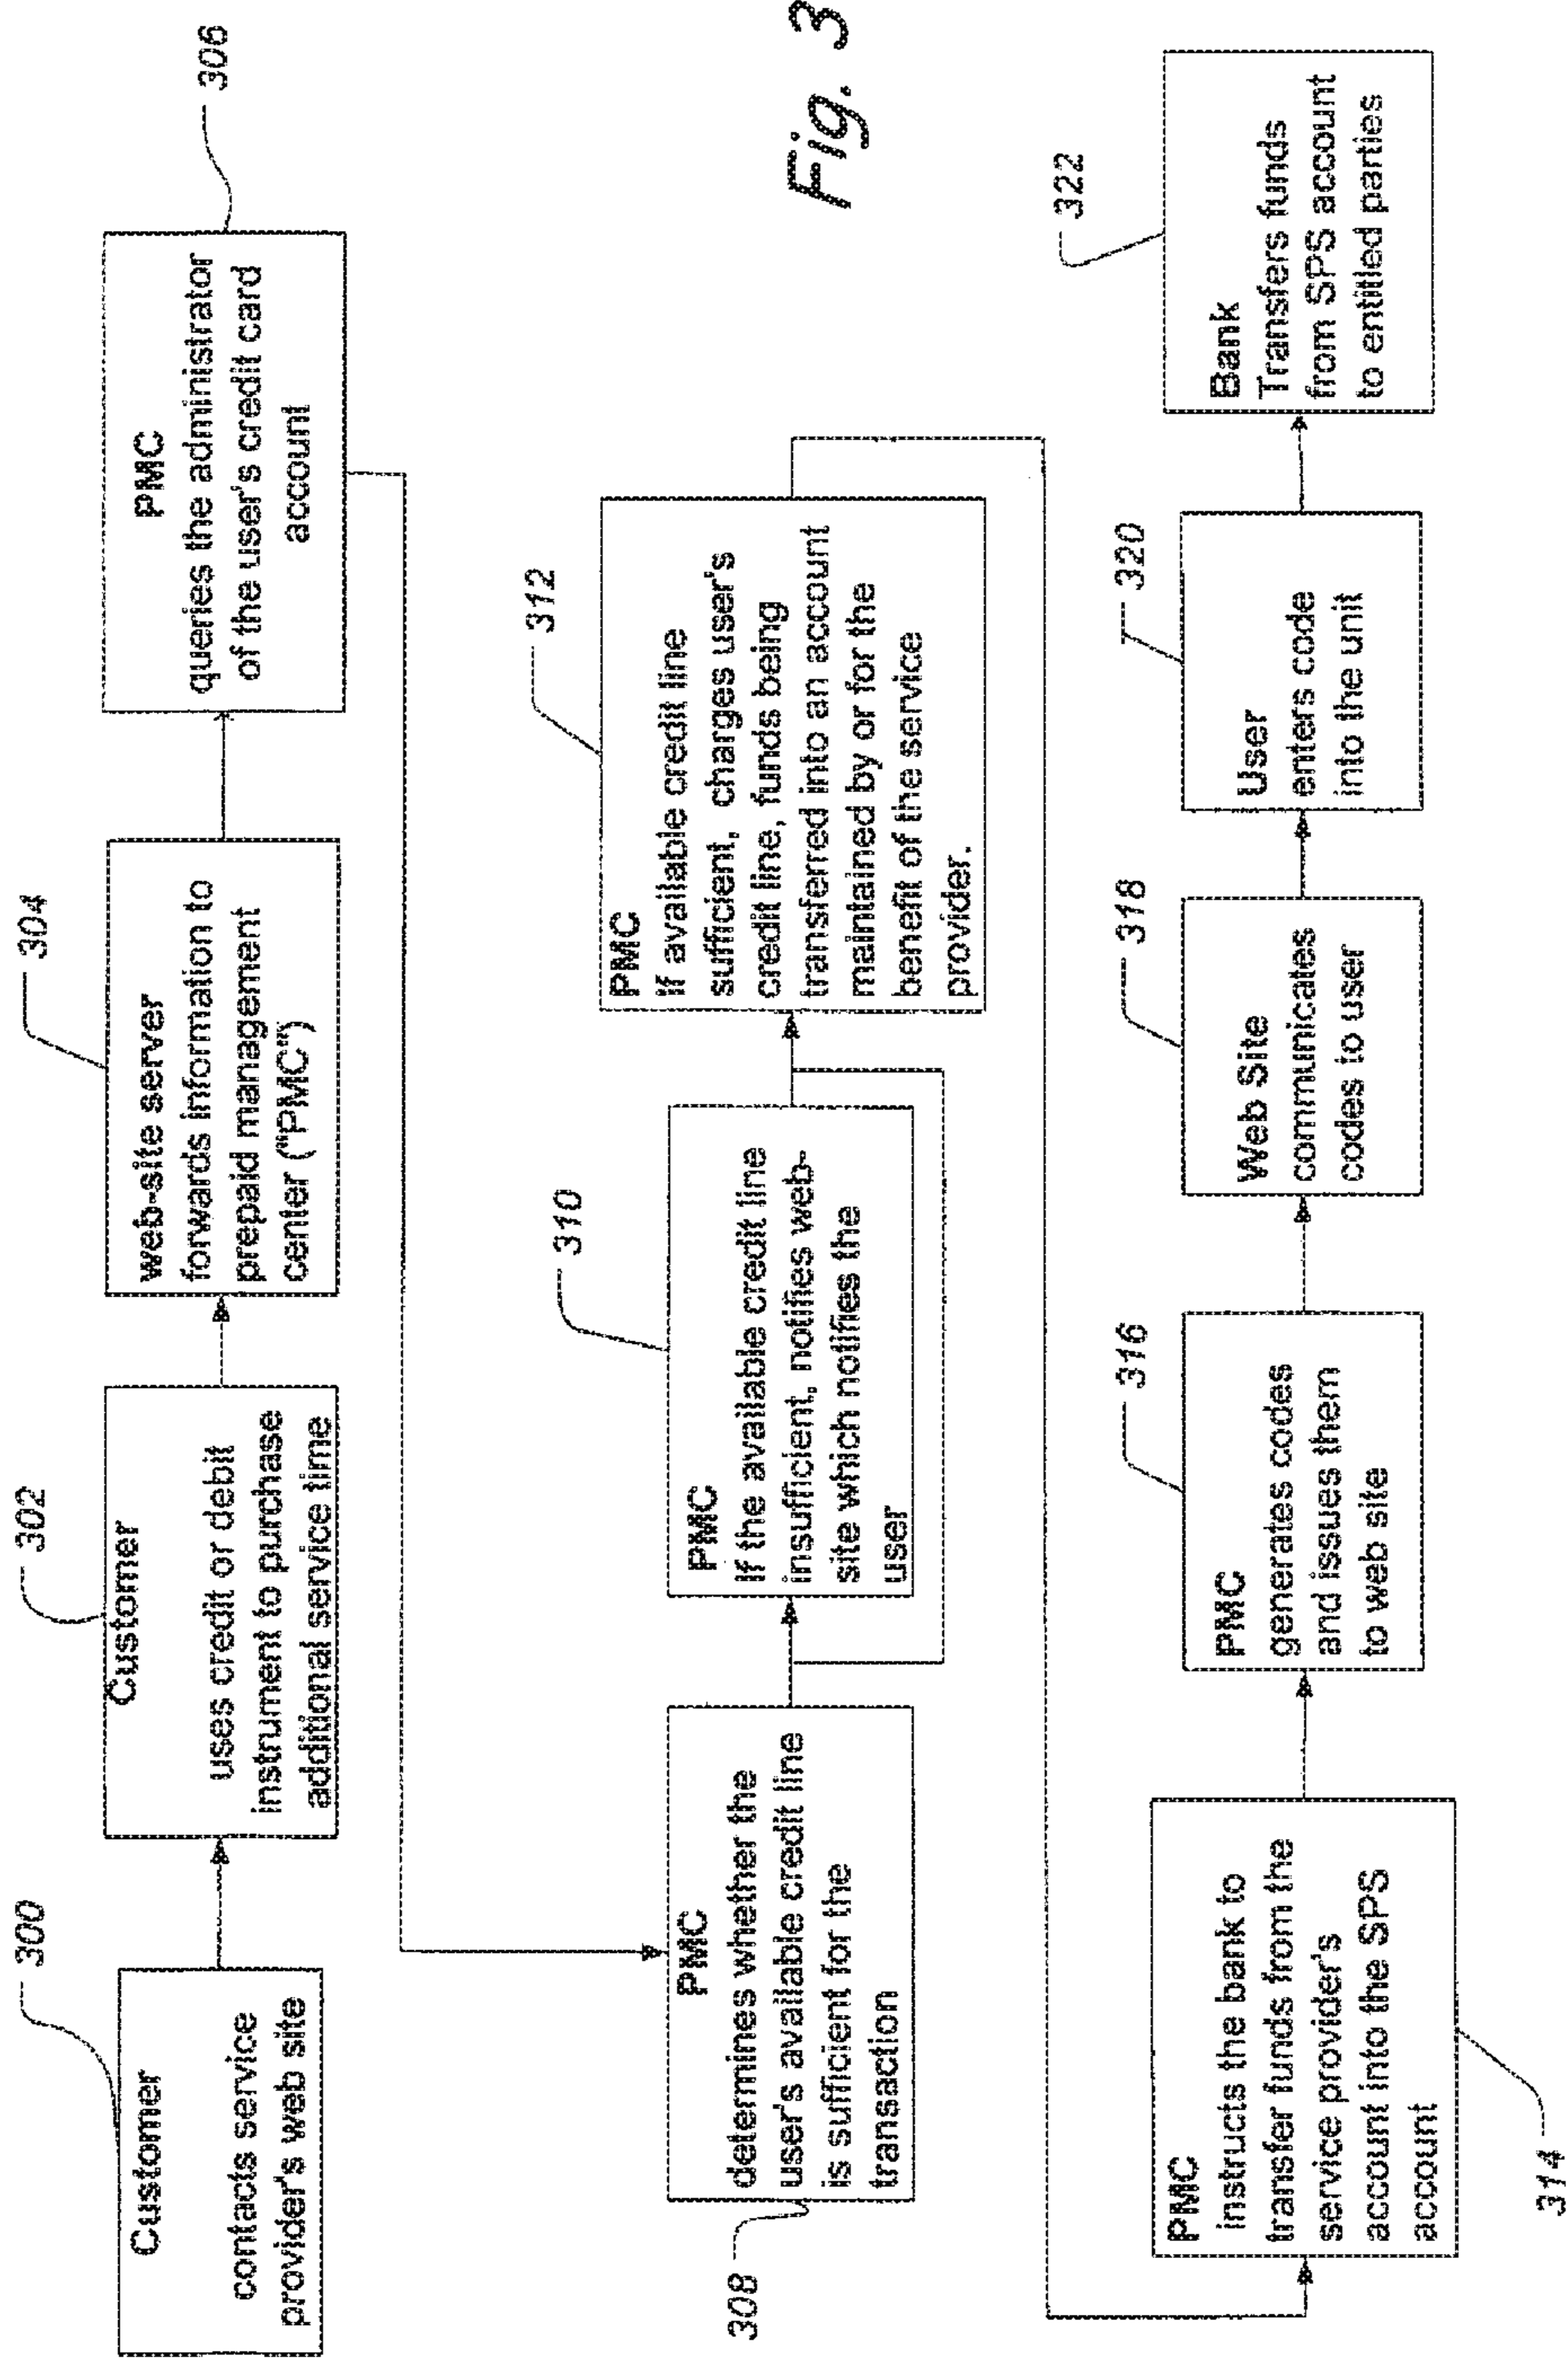 300
Customer
contacts service
provider's web site
302
Customer
uses credit or debit
instrument to purchase
additional service time
304
web-site server
forwards information to
prepaid management
center ("PMC")
306
PMC
queries the administrator
of the user's credit card
account
308
PMC
determines whether the
user's available credit line
is sufficient for the
transaction
310
PMC
If the available credit line
insufficient, notifies web-
site which notifies the
user
312
PMC
If available credit line
sufficient, charges user's
credit line, funds being
transferred into an account
maintained by or for the
benefit of the service
provider.
Fig. 3
314
PMC
instructs the bank to
transfer funds from the
service provider's
account into the SPS
account
316
PMC
generates codes
and issues them
to web site
318
Web Site
communicates
codes to user
320
User
enters code
into the unit
322
Bank
Transfers funds
from SPS account
to entitled parties